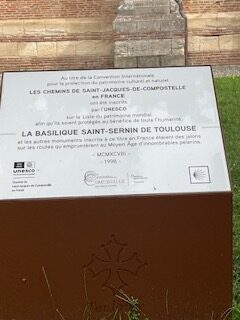 Au titre de la Convention Internationale
pour la protection du patrimoine culturel et naturel
LES CHEMINS DE SAINT-JACQUES-DE-COMPOSTELLE
en FRANCE
ont été inscrits
par l'UNESCO
sur la Liste du patrimoine mondial
afin qu'ils soient protégés au bénéfice de toute l'humanité.
LA BASILIQUE SAINT-SERNIN DE TOULOUSE
et les autres monuments inscrits à ce titre en France étaient des jalons
sur les routes qu'empruntèrent au Moyen Âge d'innombrables pèlerins.
- MCMXCVIII -
- 1998 -
unesco
COMPOSTELLE